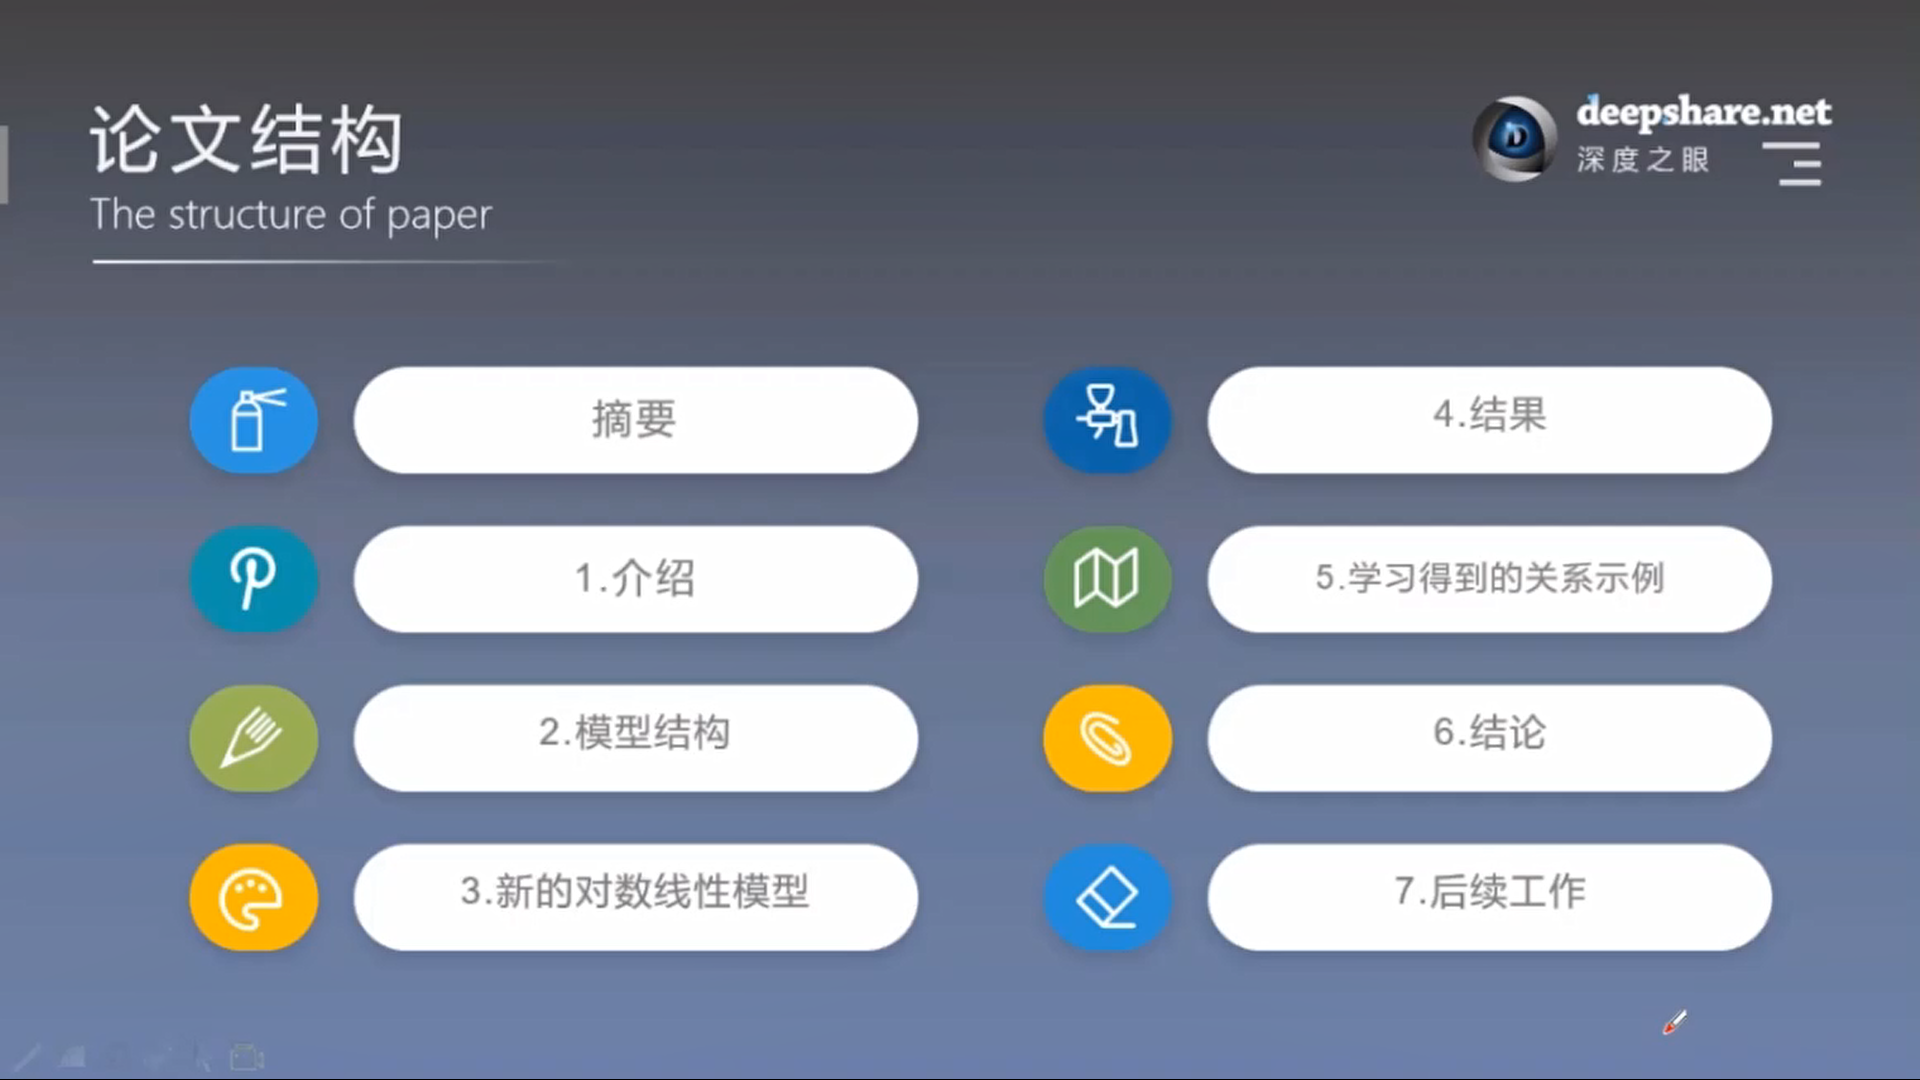 论文结构
The structure of paper
deepshare.net
深度之眼
摘要
1.介绍
2.模型结构
3.新的对数线性模型
4.结果
5.学习得到的关系示例
6.结论
7.后续工作